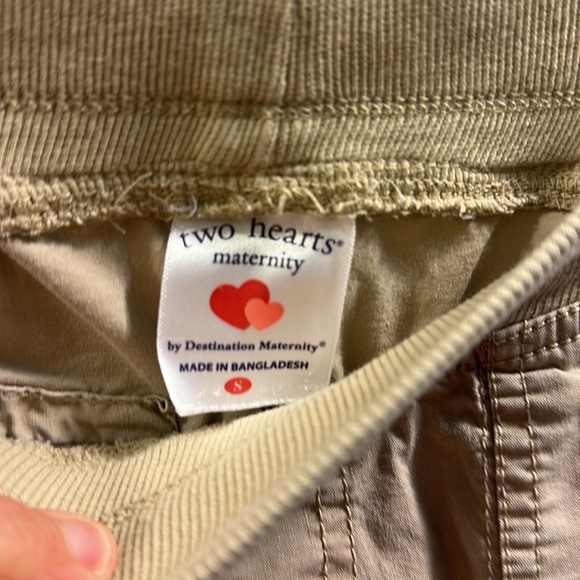 two hearts®
maternity
by Destination Maternity®
MADE IN BANGLADESH
S